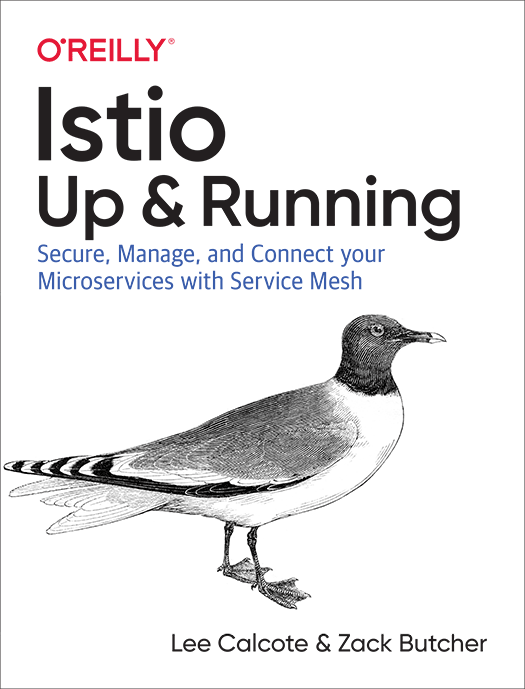 O'REILLY®
Istio
Up & Running
Secure, Manage, and Connect your
Microservices with Service Mesh
Lee Calcote & Zack Butcher